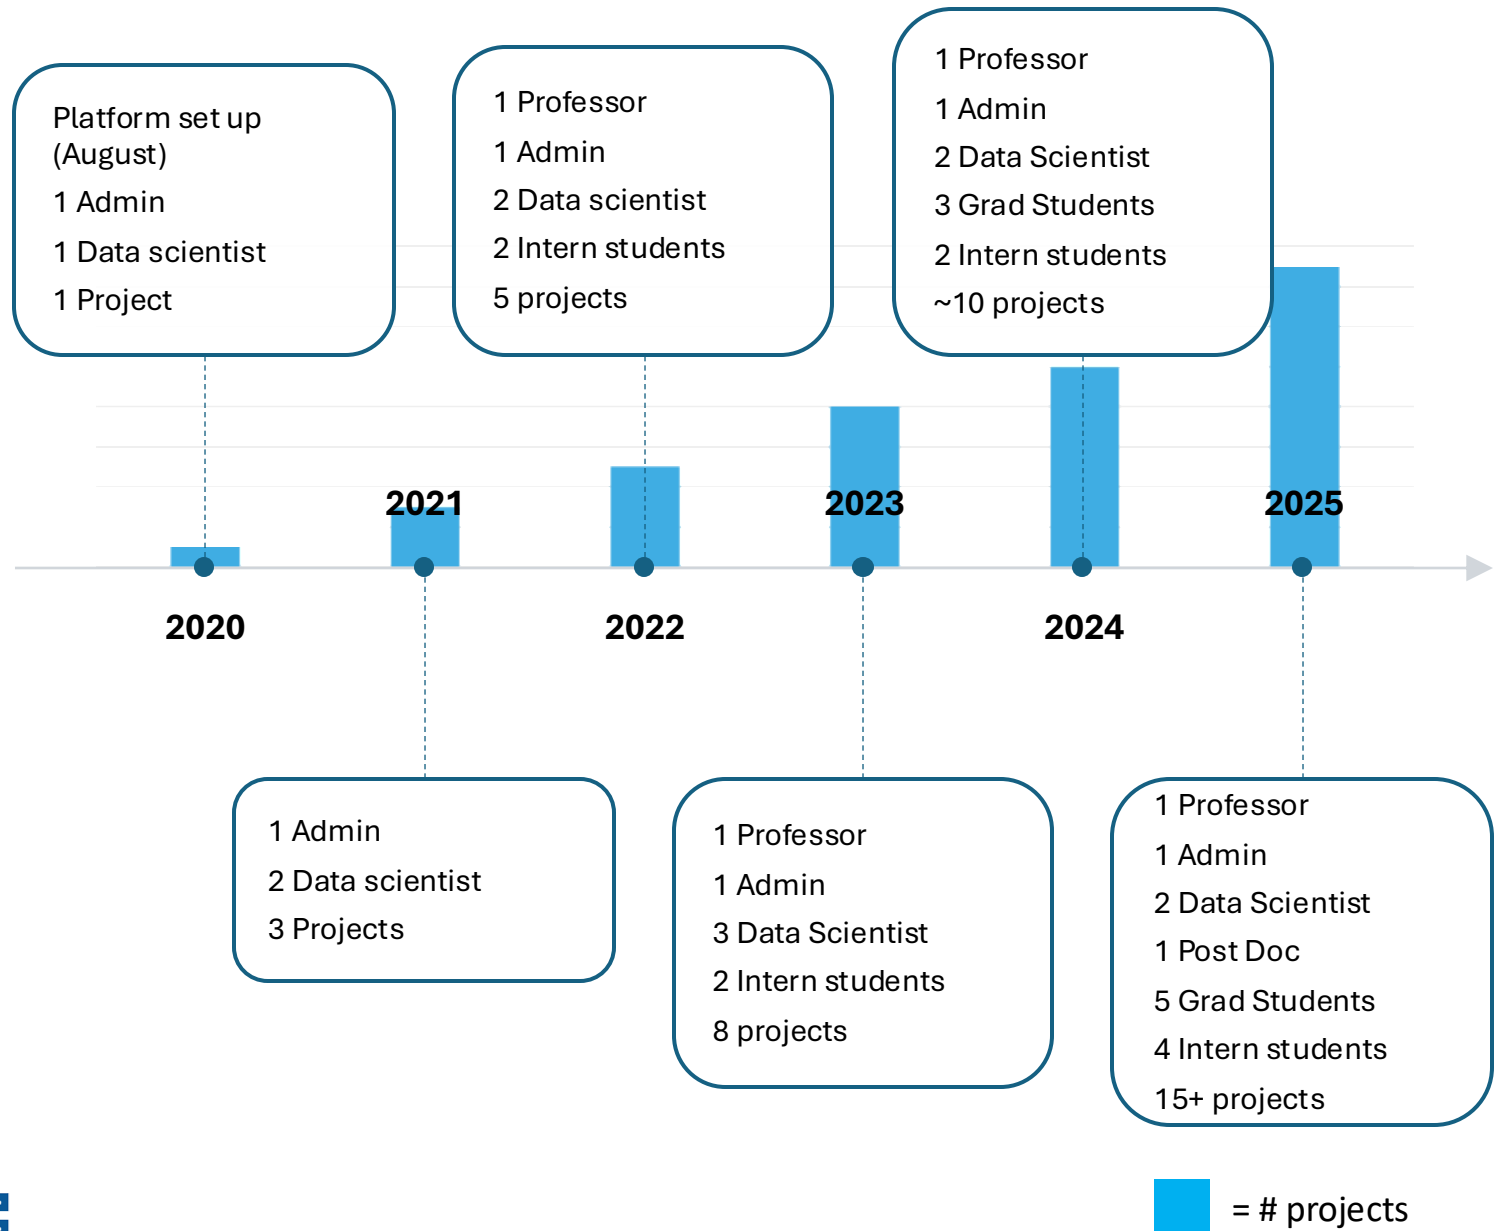 Platform set up
(August)
1 Admin
1 Data scientist
1 Project
1 Professor
1 Admin
2 Data scientist
2 Intern students
5 projects
1 Professor
1 Admin
2 Data Scientist
3 Grad Students
2 Intern students
~10 projects
2021
2023
2025
2020
2022
2024
1 Admin
2 Data scientist
3 Projects
1 Professor
1 Admin
3 Data Scientist
2 Intern students
8 projects
1 Professor
1 Admin
2 Data Scientist
1 Post Doc
5 Grad Students
4 Intern students
15+ projects
= # projects